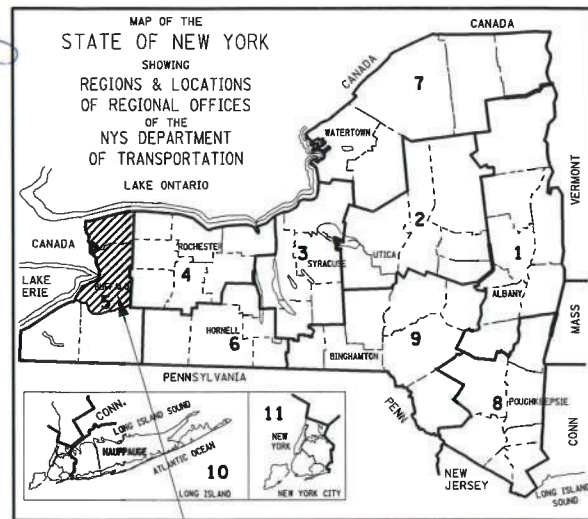 MAP OF THE
STATE OF NEW YORK
SHOWING
REGIONS & LOCATIONS
OF REGIONAL OFFICES
OF THE
NYS DEPARTMENT
OF TRANSPORTATION
LAKE ONTARIO
CANADA
CANADA
7
WATERTOWN
VERMONT
CANADA
LAKE
ERIE
BUFFALO
5
ROCHESTER
4
3
SYRACUSE
UTICA
2
1
ALBANY
MASS
HORNELL
6
BINGHAMTON
9
PENNSYLVANIA
PENN
8
POUGHKEEPSIE
CONN
NEW
JERSEY
LONG ISLAND
SOUND
CONN.
LONG ISLAND SOUND
HAUPPAUGE
ATLANTIC OCEAN
10
LONG ISLAND
11
NEW
YORK
NEW YORK CITY